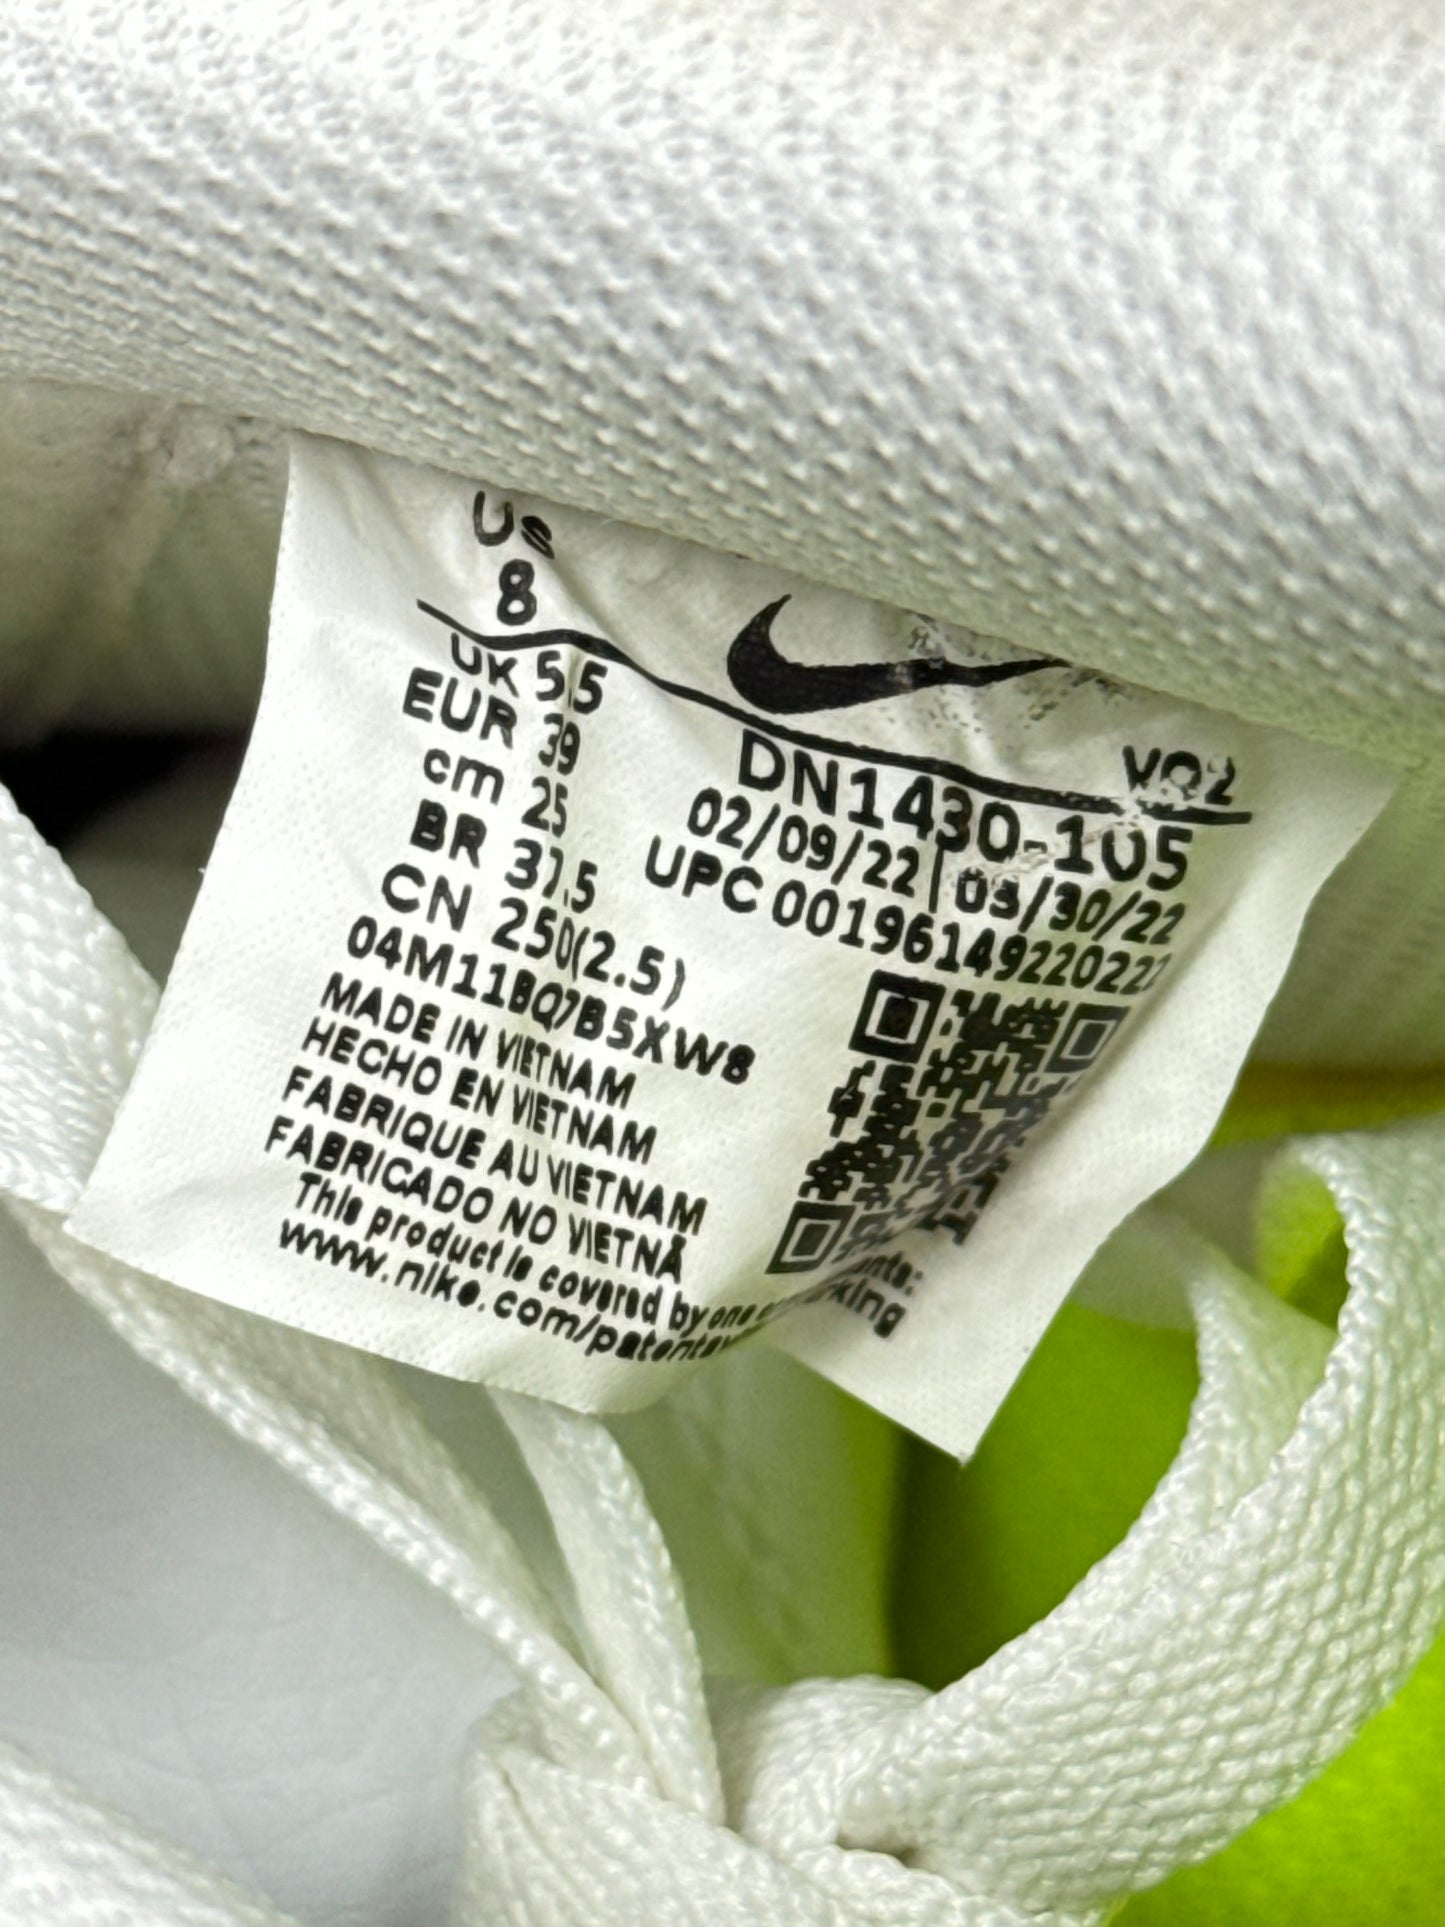 Us
8
UK 5.5
EUR 39
cm 25
BR 37.5
CN 250(2.5)
04M11BQ7B5XW8
MADE IN VIETNAM
HECHO EN VIETNAM
FABRIQUE AU VIETNAM
FABRICADO NO VIETNÃ
This product is covered by one
www.nike.com/patents
VQ2
DN1430-105
02/09/22 | 03/30/22
UPC 00196149220222